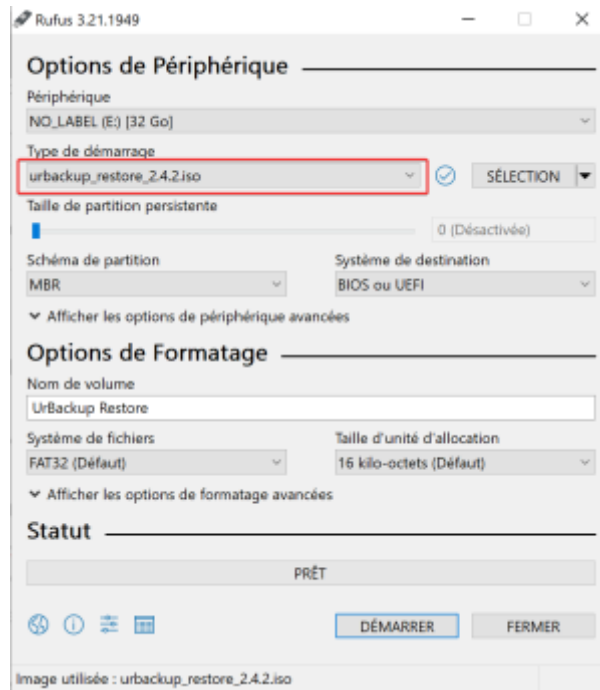 Rufus 3.21.1949
Options de Périphérique
Périphérique
NO_LABEL (E:) [32 Go]
Type de démarrage
urbackup_restore_2.4.2.iso
SÉLECTION
Taille de partition persistente
0 (Désactivée)
Schéma de partition Système de destination
MBR BIOS ou UEFI
Afficher les options de périphérique avancées
Options de Formatage
Nom de volume
UrBackup Restore
Système de fichiers Taille d'unité d'allocation
FAT32 (Défaut) 16 kilo-octets (Défaut)
Afficher les options de formatage avancées
Statut
PRÊT
DÉMARRER FERMER
Image utilisée : urbackup_restore_2.4.2.iso